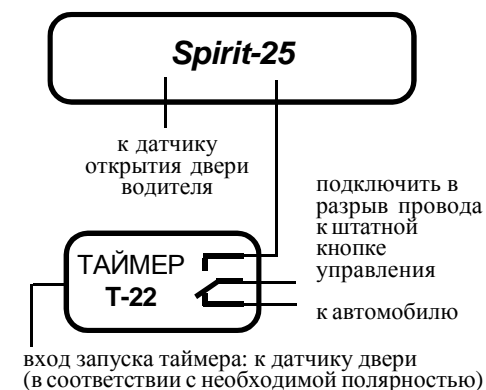 Spirit-25
к датчику
открытия двери
водителя
подключить в
разрыв провода
к штатной
кнопке
управления
ТАЙМЕР
Т-22
к автомобилю
вход запуска таймера: к датчику двери
(в соответствии с необходимой полярностью)